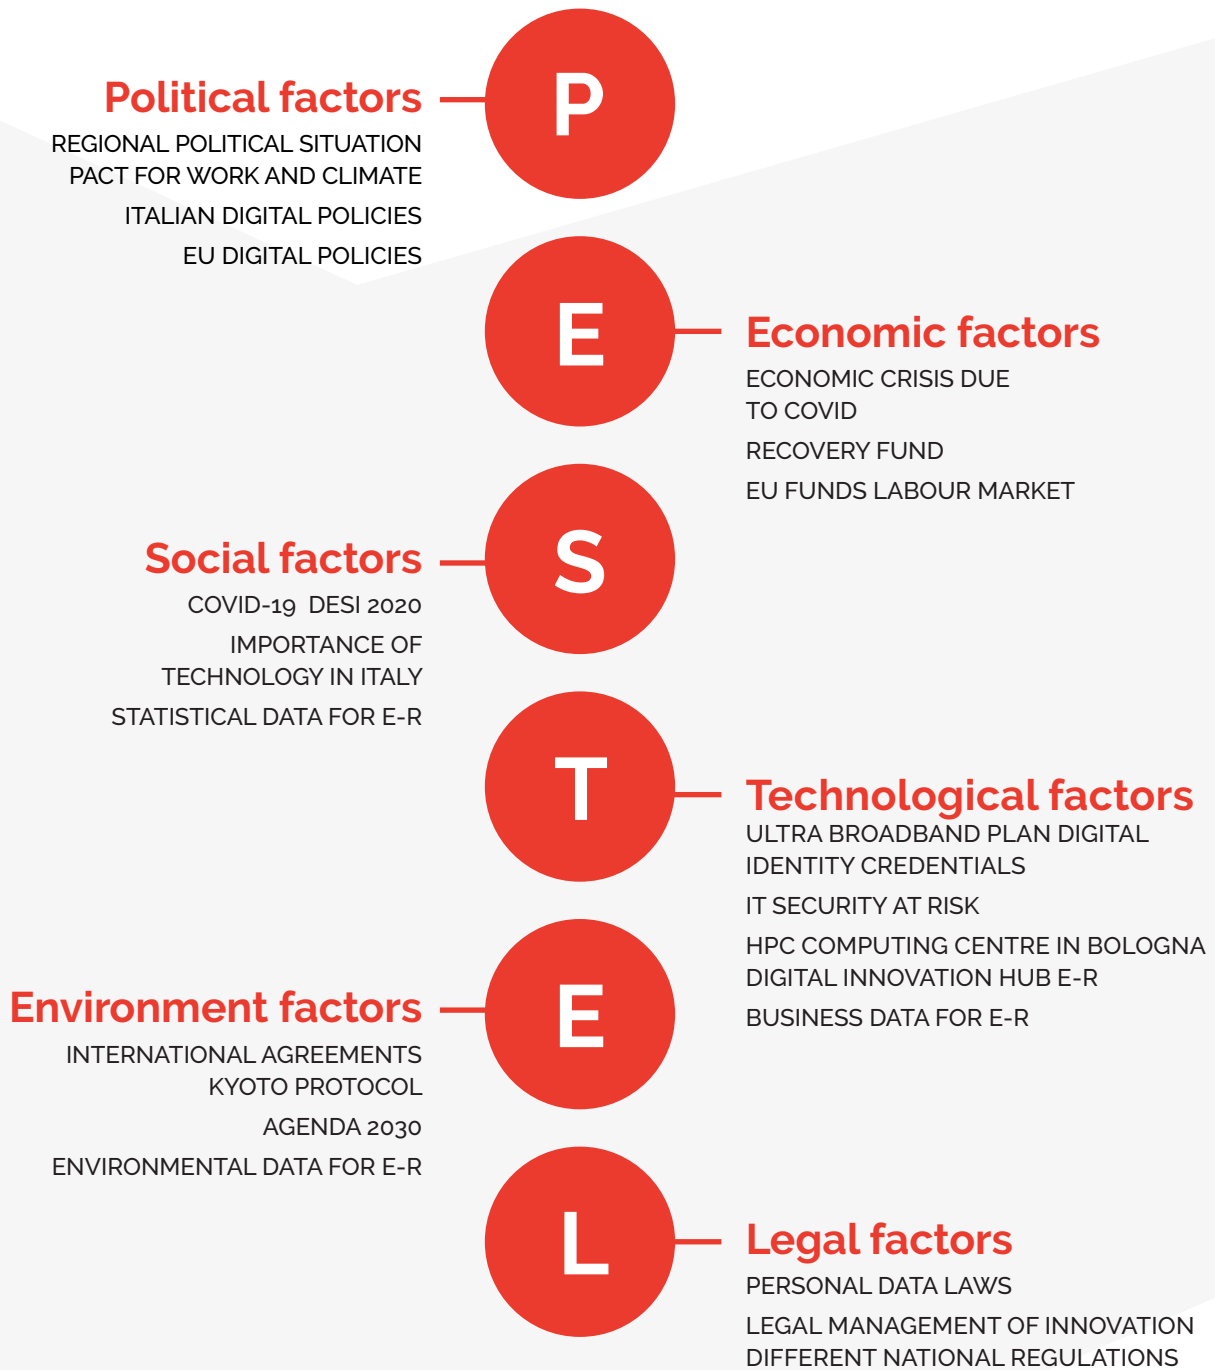 P
Political factors
REGIONAL POLITICAL SITUATION
PACT FOR WORK AND CLIMATE
ITALIAN DIGITAL POLICIES
EU DIGITAL POLICIES
E
Economic factors
ECONOMIC CRISIS DUE
TO COVID
RECOVERY FUND
EU FUNDS LABOUR MARKET
S
Social factors
COVID-19 DESI 2020
IMPORTANCE OF
TECHNOLOGY IN ITALY
STATISTICAL DATA FOR E-R
T
Technological factors
ULTRA BROADBAND PLAN DIGITAL
IDENTITY CREDENTIALS
IT SECURITY AT RISK
HPC COMPUTING CENTRE IN BOLOGNA
DIGITAL INNOVATION HUB E-R
BUSINESS DATA FOR E-R
E
Environment factors
INTERNATIONAL AGREEMENTS
KYOTO PROTOCOL
AGENDA 2030
ENVIRONMENTAL DATA FOR E-R
L
Legal factors
PERSONAL DATA LAWS
LEGAL MANAGEMENT OF INNOVATION
DIFFERENT NATIONAL REGULATIONS